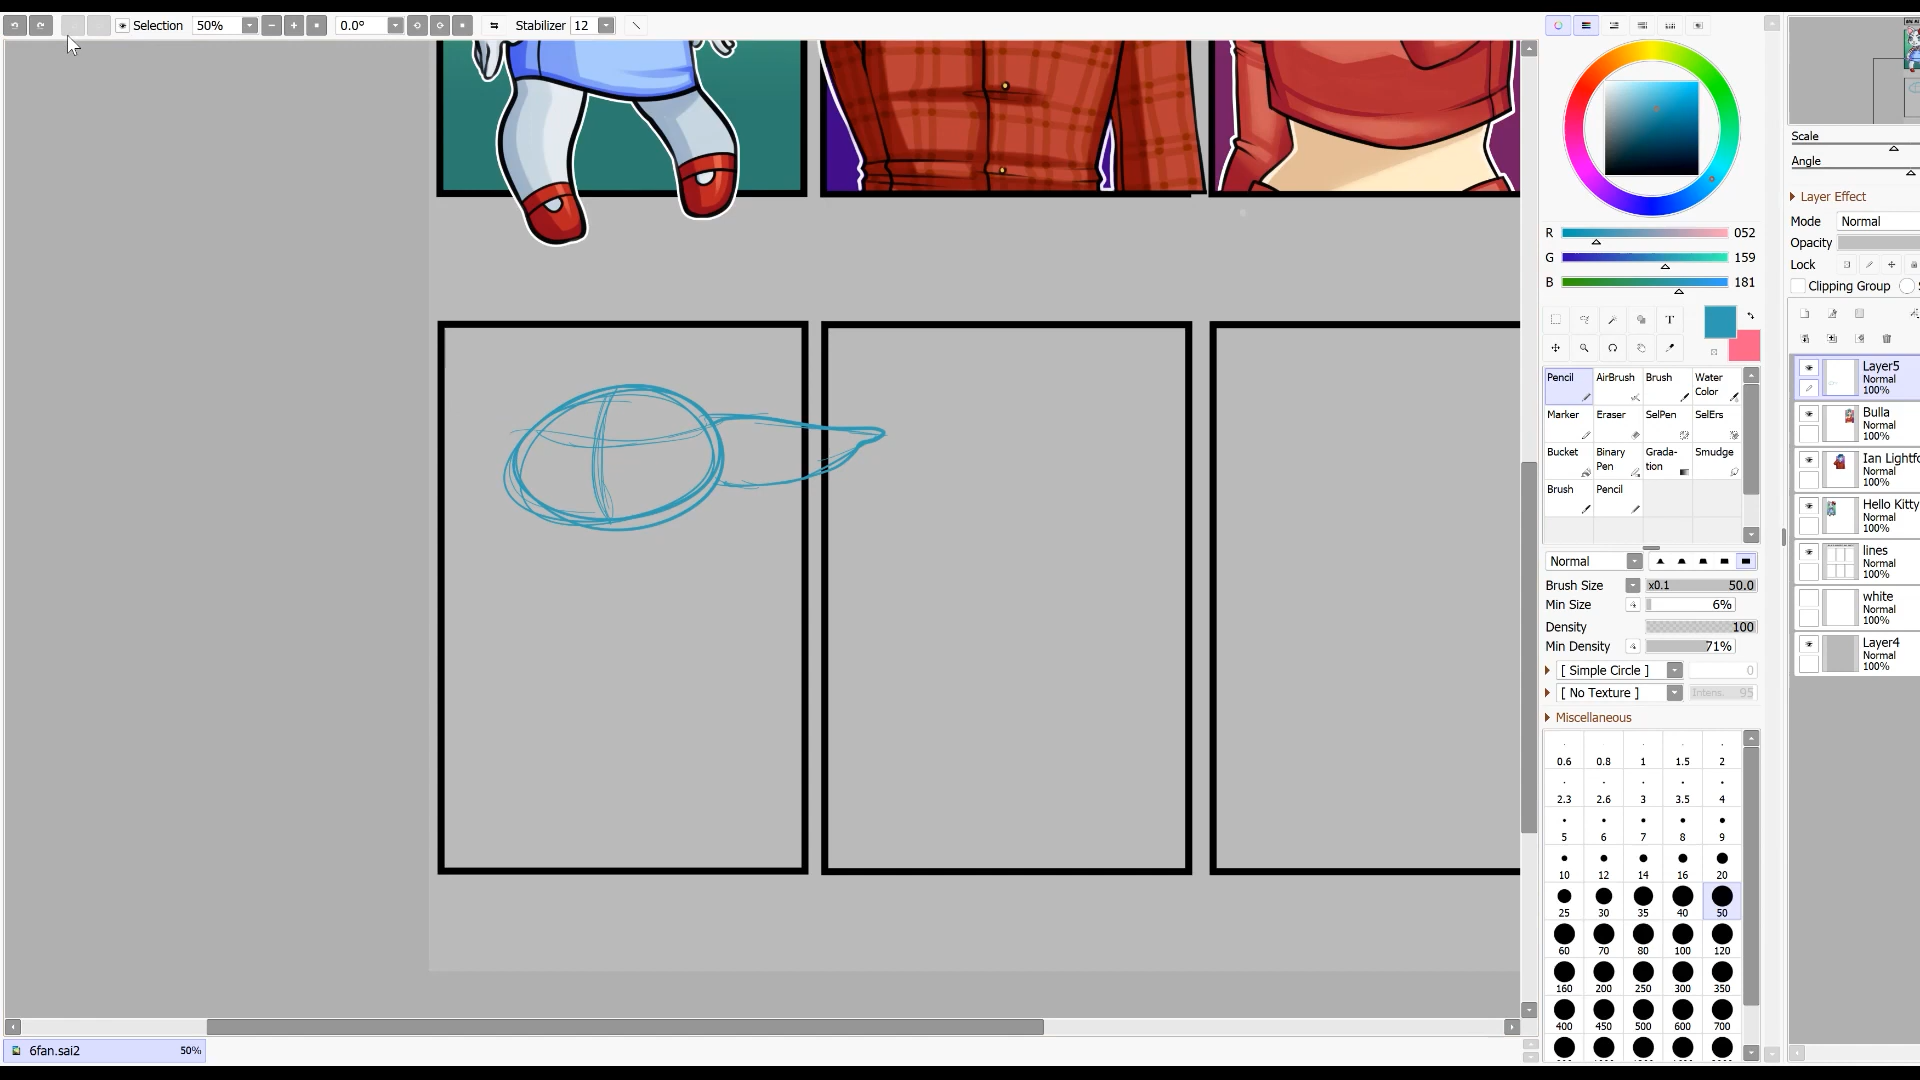 Selection 50% 0.0° Stabilizer 12
R 052
G 159
B 181
Scale
Angle
Layer Effect
Mode Normal
Opacity
Lock
Clipping Group
T
Pencil AirBrush Brush Water Color
Marker Eraser SelPen SelErs
Bucket Binary Pen Grada-tion Smudge
Brush Pencil
Layer5
Normal
100%
Bulla
Normal
100%
Ian Lightfo
Normal
100%
Hello Kitty
Normal
100%
lines
Normal
100%
white
Normal
100%
Layer4
Normal
100%
Normal
Brush Size x0.1 50.0
Min Size 6%
Density 100
Min Density 71%
[ Simple Circle ] 0
[ No Texture ] Intens. 95
Miscellaneous
0.6 0.8 1 1.5 2
2.3 2.6 3 3.5 4
5 6 7 8 9
10 12 14 16 20
25 30 35 40 50
60 70 80 100 120
160 200 250 300 350
400 450 500 600 700
6fan.sai2 50%